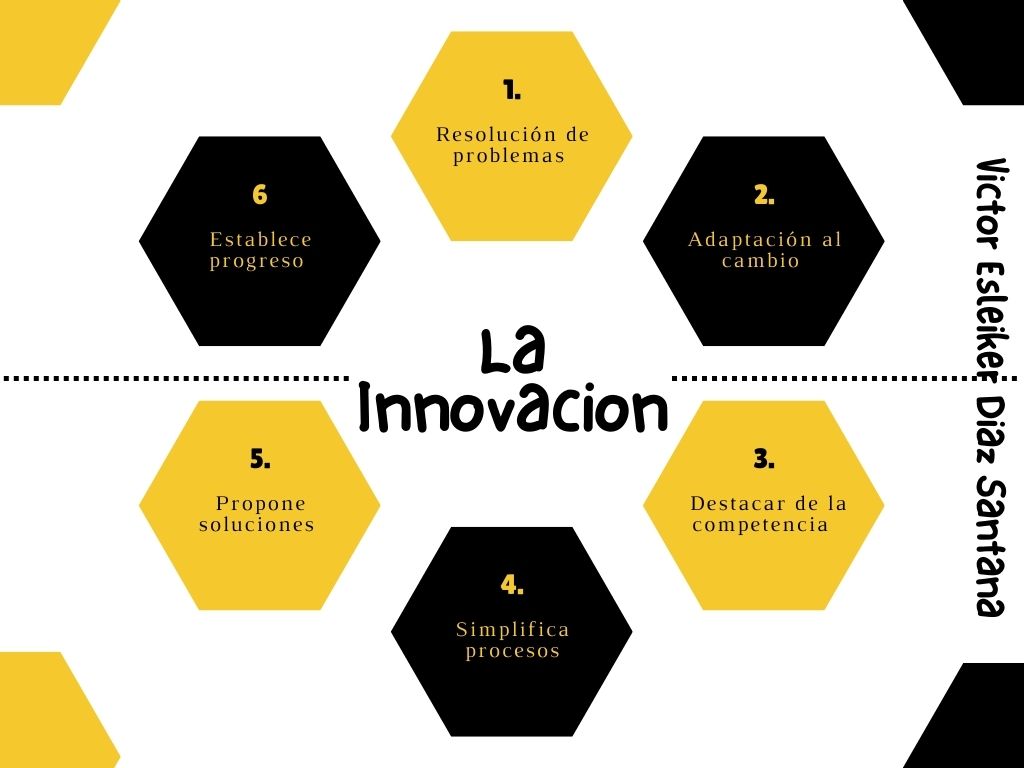 1.
Resolución de
problemas
2.
Adaptación al
cambio
3.
Destacar de la
competencia
4.
Simplifica
procesos
5.
Propone
soluciones
6
Establece
progreso
La
Innovacion
Victor Esleiker Diaz Santana